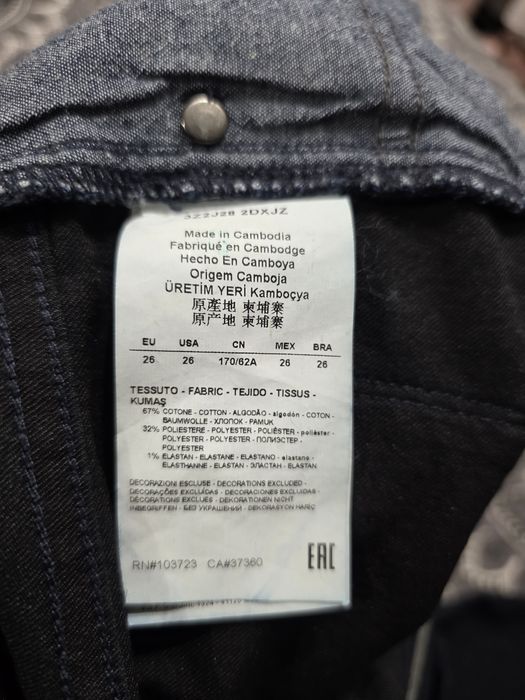 3Z2J28 2DXJZ
Made in Cambodia
Fabriqué en Cambodge
Hecho En Camboya
Origem Camboja
ÜRETİM YERİ Kamboçya
原産地 柬埔寨
原产地 柬埔寨
EU USA CN MEX BRA
26 26 170/62A 26 26
TESSUTO - FABRIC - TEJIDO - TISSUS -
KUMAŞ
67% COTONE - COTTON - ALGODÃO - algodón - COTON -
BAUMWOLLE - ХЛОПОК - PAMUK
32% POLIESTERE - POLYESTER - POLIÉSTER - poliéster -
POLYESTER - POLYESTER - ПОЛИЭСТЕР -
POLYESTER
1% ELASTAN - ELASTANE - ELASTANO - elastano -
ELASTHANNE - ELASTAN - ЭЛАСТАН - ELASTAN
DECORAZIONI ESCLUSE - DECORATIONS EXCLUDED -
DECORAÇÕES EXCLUÍDAS - DECORACIONES EXCLUIDAS -
DÉCORATIONS EXCLUES - DEKORATIONEN NICHT
INBEGRIFFEN - БЕЗ УКРАШЕНИЙ - DEKORASYON HARİÇ
RN#103723 CA#37360 EAC